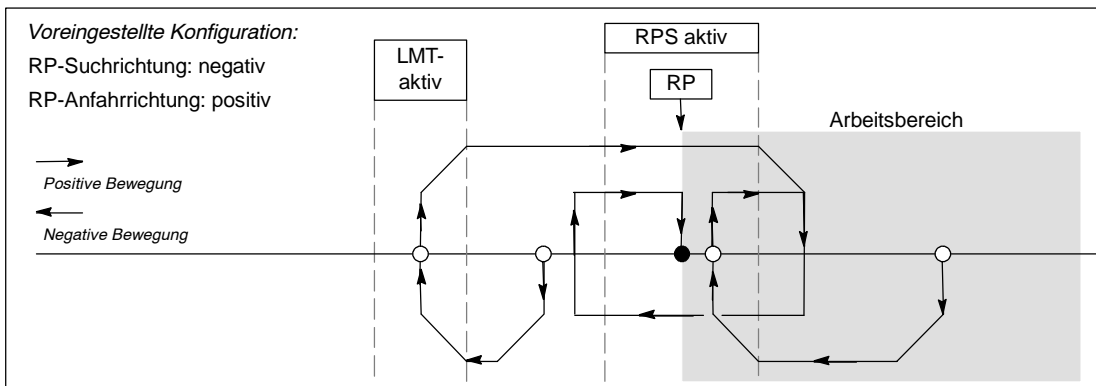 Voreingestellte Konfiguration:
RP-Suchrichtung: negativ
RP-Anfahrrichtung: positiv
LMT-
aktiv
RPS aktiv
RP
Arbeitsbereich
Positive Bewegung
Negative Bewegung